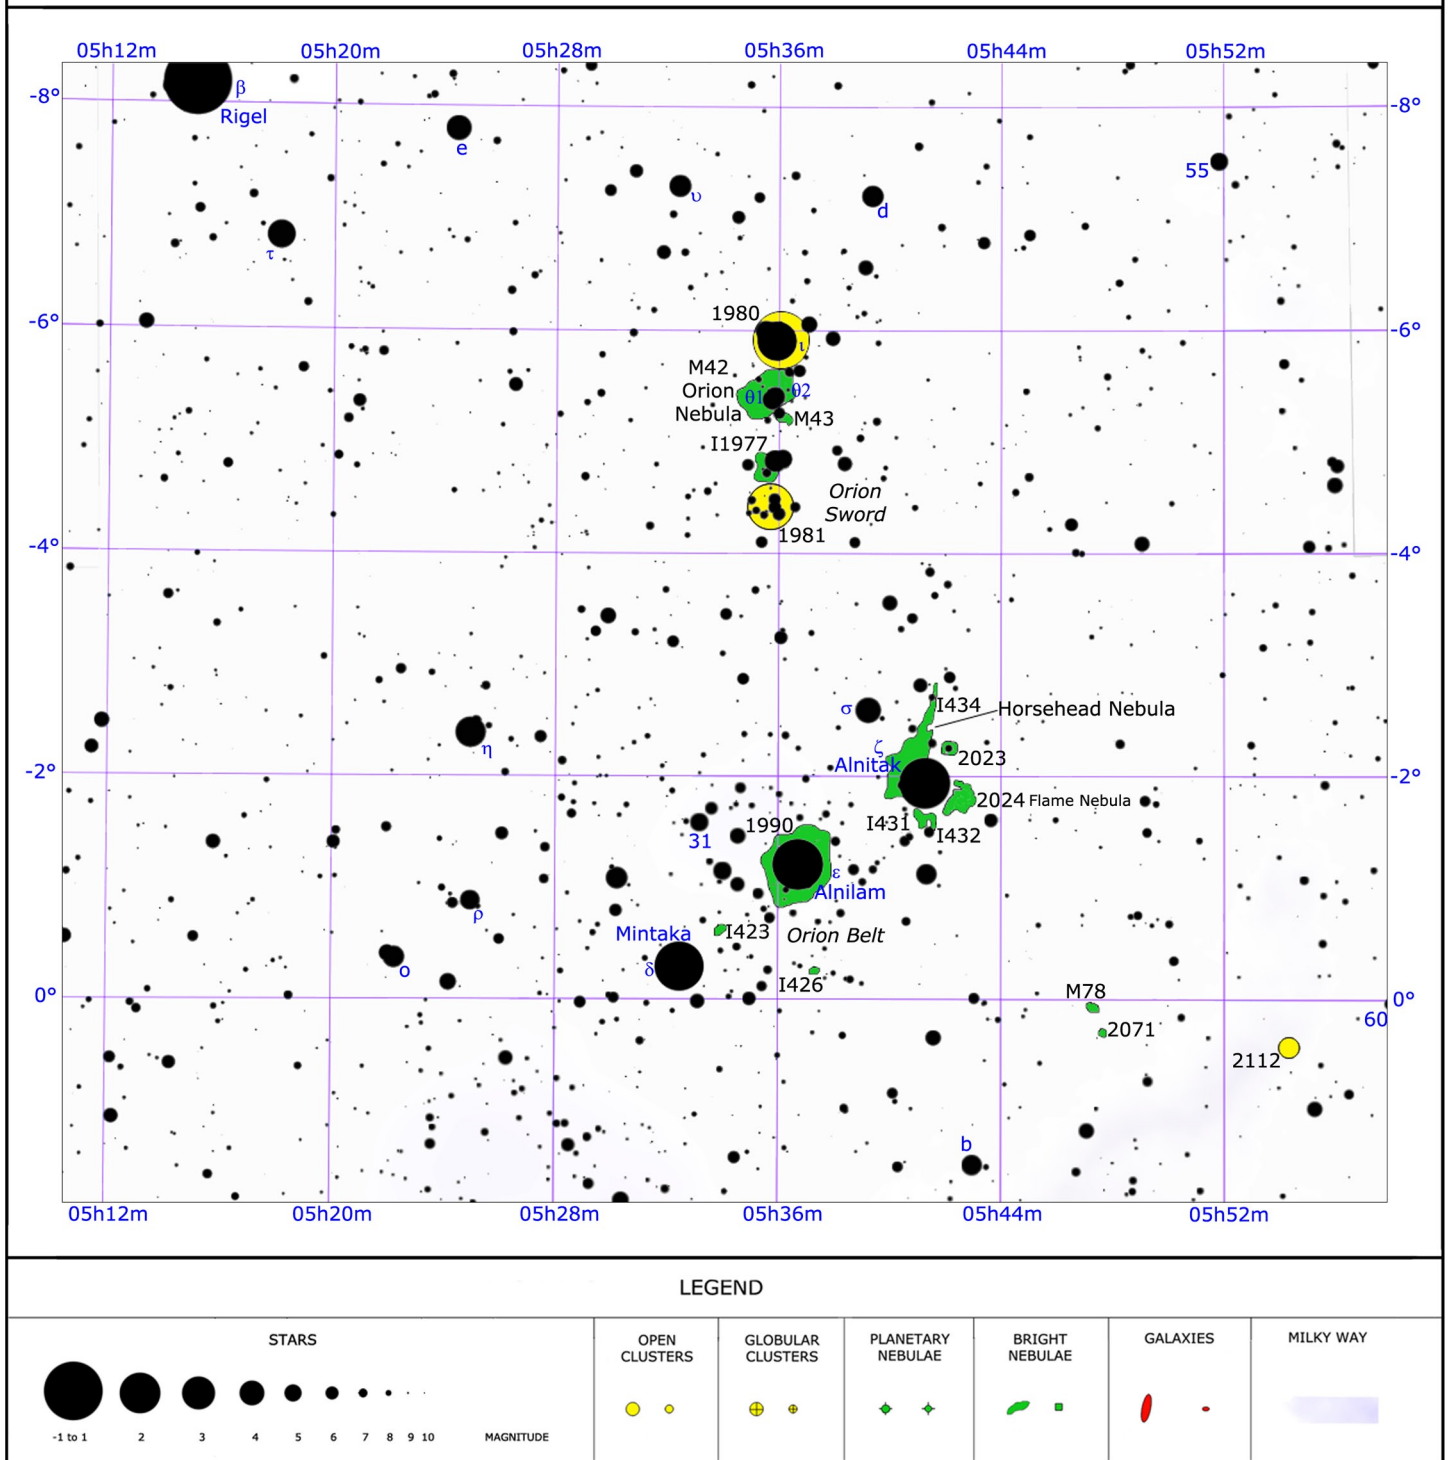 05h12m 05h20m 05h28m 05h36m 05h44m 05h52m
-8° -8°
β
Rigel
e
55
υ
d
τ
1980
-6° -6°
ι
M42
Orion
Nebula
θ1 θ2
M43
I1977
Orion
Sword
1981
-4° -4°
σ
I434
Horsehead Nebula
η
ζ
Alnitak
2023
-2° -2°
2024 Flame Nebula
1990
I431
I432
31
ε
Alnilam
ρ
Mintaka
I423
Orion Belt
δ
o
I426
M78
0° 0°
60
2071
2112
b
05h12m 05h20m 05h28m 05h36m 05h44m 05h52m
LEGEND
STARS
-1 to 1 2 3 4 5 6 7 8 9 10 MAGNITUDE
OPEN
CLUSTERS
GLOBULAR
CLUSTERS
PLANETARY
NEBULAE
BRIGHT
NEBULAE
GALAXIES
MILKY WAY